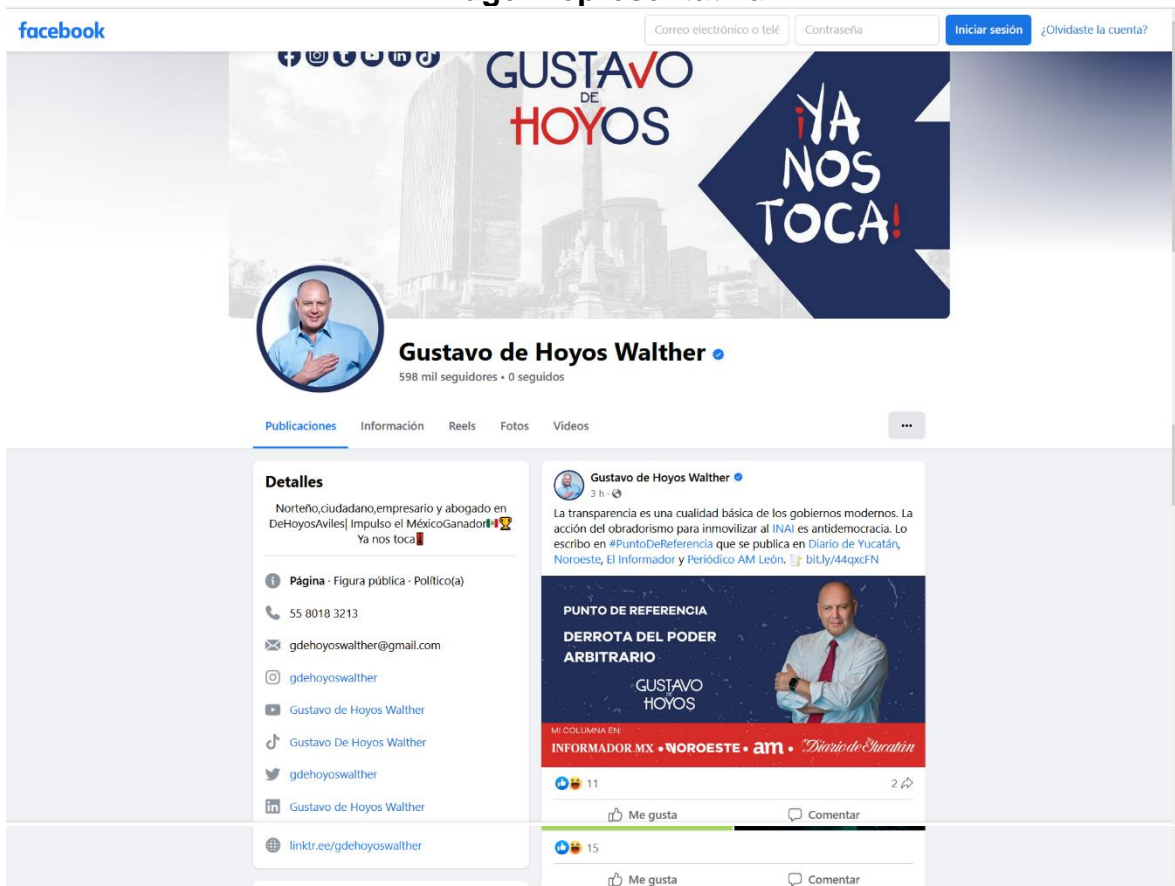 facebook
Correo electrónico o telé
Contraseña
Iniciar sesión
¿Olvidaste la cuenta?
GUSTAVO
DE
HOYOS
¡YA
NOS
TOCA!
Gustavo de Hoyos Walther
598 mil seguidores • 0 seguidos
Publicaciones
Información
Reels
Fotos
Videos
Detalles
Norteño,ciudadano,empresario y abogado en
DeHoyosAviles| Impulso el MéxicoGanador🇲🇽🏆
Ya nos toca
Página · Figura pública · Político(a)
55 8018 3213
gdehoyoswalther@gmail.com
gdehoyoswalther
Gustavo de Hoyos Walther
Gustavo De Hoyos Walther
gdehoyoswalther
Gustavo de Hoyos Walther
linktr.ee/gdehoyoswalther
Gustavo de Hoyos Walther
3 h ·
La transparencia es una cualidad básica de los gobiernos modernos. La
acción del obradorismo para inmovilizar al INAI es antidemocracia. Lo
escribo en #PuntoDeReferencia que se publica en Diario de Yucatán,
Noroeste, El Informador y Periódico AM León. bit.ly/44qxcFN
PUNTO DE REFERENCIA
DERROTA DEL PODER
ARBITRARIO
GUSTAVO
DE
HOYOS
MI COLUMNA EN:
INFORMADOR.MX • NOROESTE • am • Diario de Yucatán
11
2
Me gusta
Comentar
15
Me gusta
Comentar